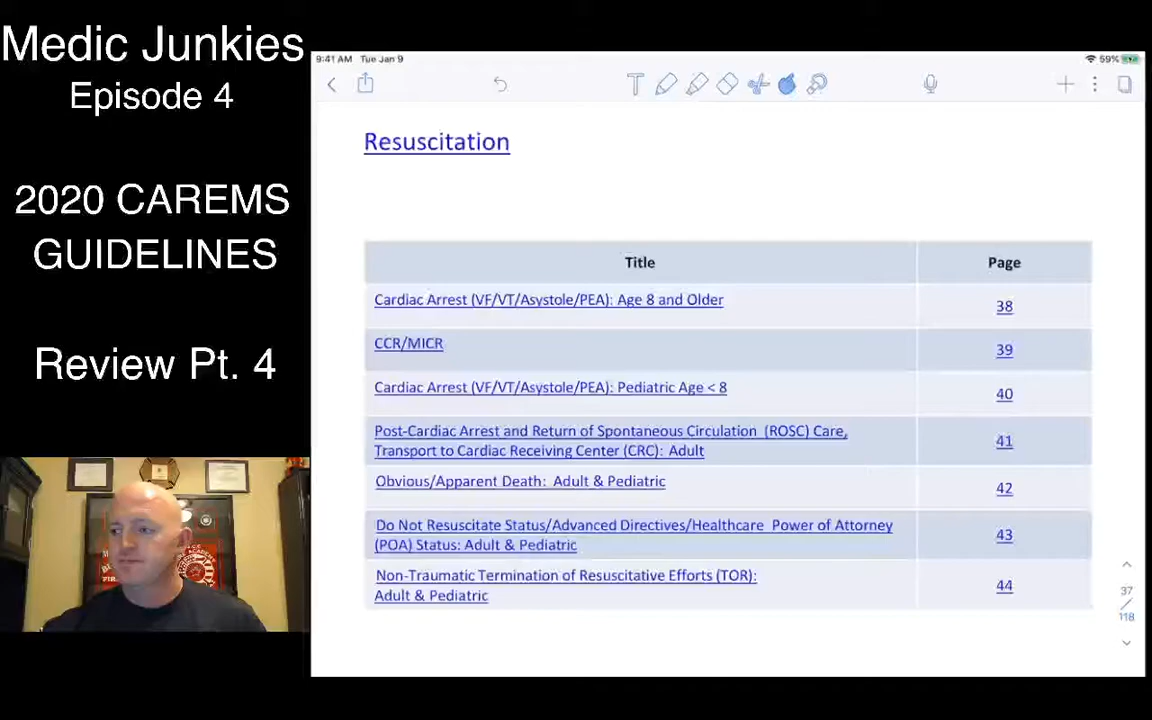 Medic Junkies
Episode 4
2020 CAREMS
GUIDELINES
Review Pt. 4
9:41 AM Tue Jan 9
59%
Resuscitation
Title Page
Cardiac Arrest (VF/VT/Asystole/PEA): Age 8 and Older 38
CCR/MICR 39
Cardiac Arrest (VF/VT/Asystole/PEA): Pediatric Age < 8 40
Post-Cardiac Arrest and Return of Spontaneous Circulation (ROSC) Care,
Transport to Cardiac Receiving Center (CRC): Adult 41
Obvious/Apparent Death: Adult & Pediatric 42
Do Not Resuscitate Status/Advanced Directives/Healthcare Power of Attorney
(POA) Status: Adult & Pediatric 43
Non-Traumatic Termination of Resuscitative Efforts (TOR):
Adult & Pediatric 44
37
/
118